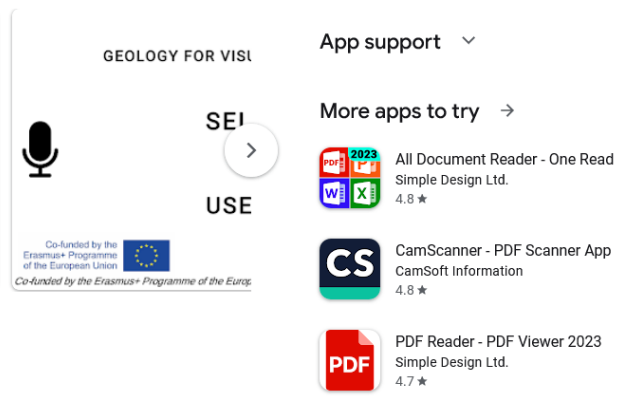 GEOLOGY FOR VISU
SEL
USE
Co-funded by the
Erasmus+ Programme
of the European Union
Co-funded by the Erasmus+ Programme of the Europ
App support
More apps to try
PDF
2023
P
W
X
All Document Reader - One Read
Simple Design Ltd.
4.8★
CS
CamScanner - PDF Scanner App
CamSoft Information
4.8★
PDF
PDF Reader - PDF Viewer 2023
Simple Design Ltd.
4.7★